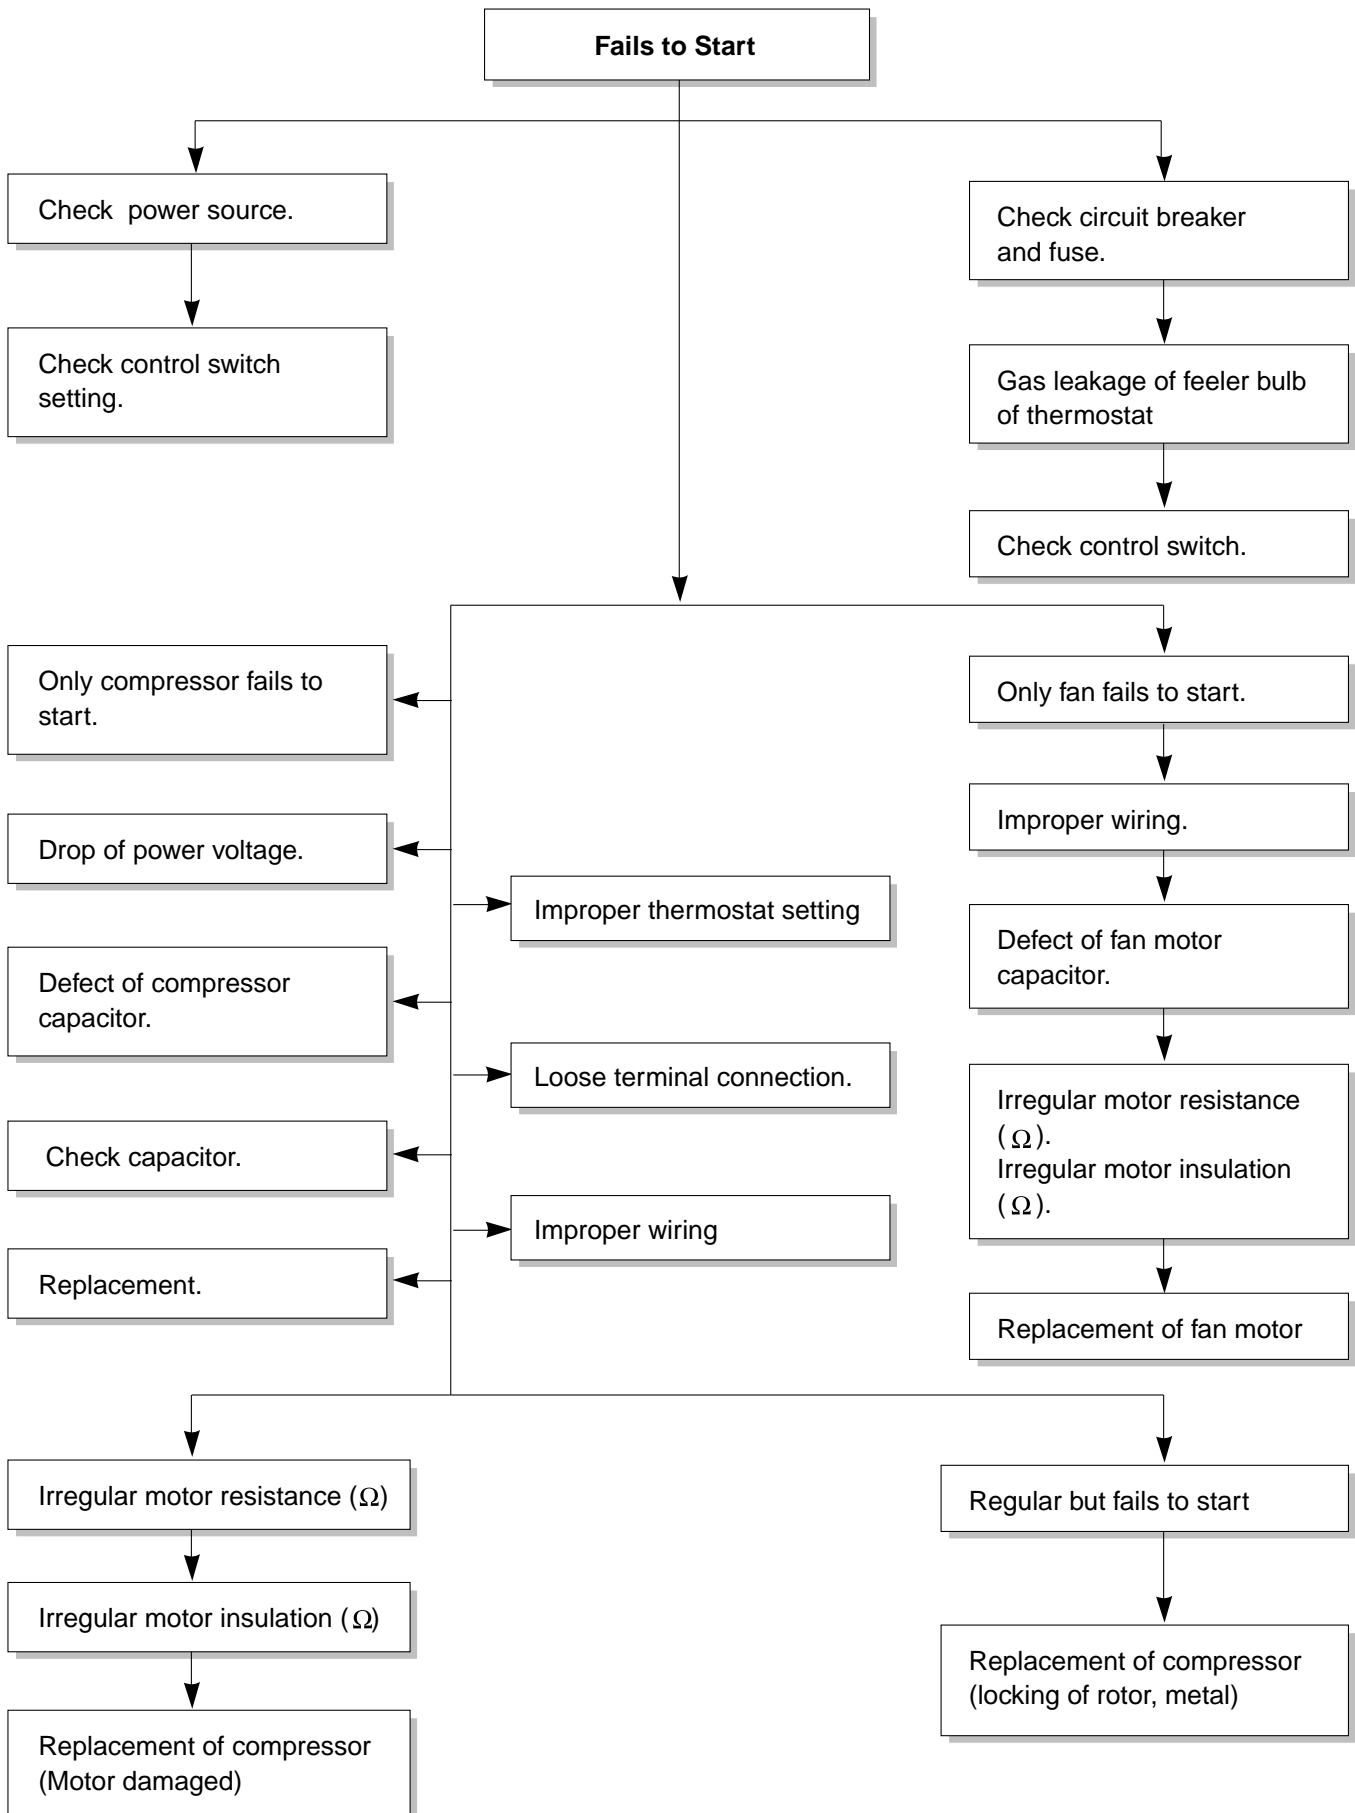 Fails to Start
Check  power source.
Check circuit breaker
and fuse.
Check control switch
setting.
Gas leakage of feeler bulb
of thermostat
Check control switch.
Only compressor fails to
start.
Only fan fails to start.
Drop of power voltage.
Improper wiring.
Improper thermostat setting
Defect of fan motor
capacitor.
Defect of compressor
capacitor.
Loose terminal connection.
Irregular motor resistance
(Ω).
Irregular motor insulation
(Ω).
Check capacitor.
Improper wiring
Replacement.
Replacement of fan motor
Irregular motor resistance (Ω)
Regular but fails to start
Irregular motor insulation (Ω)
Replacement of compressor
(locking of rotor, metal)
Replacement of compressor
(Motor damaged)